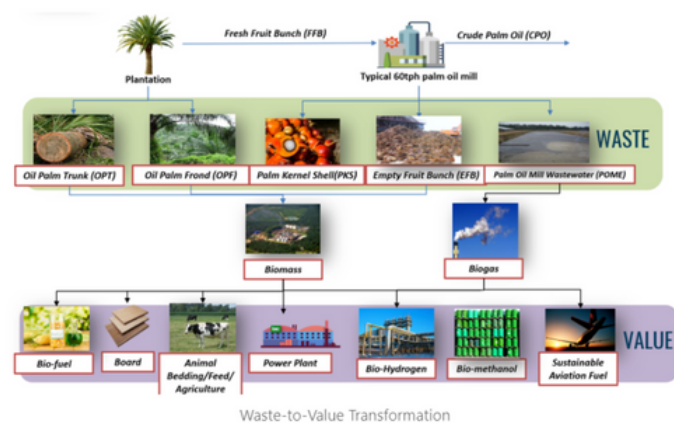 Fresh Fruit Bunch (FFB)
Crude Palm Oil (CPO)
Plantation
Typical 60tph palm oil mill
WASTE
Oil Palm Trunk (OPT)
Oil Palm Frond (OPF)
Palm Kernel Shell(PKS)
Empty Fruit Bunch (EFB)
Palm Oil Mill Wastewater (POME)
Biomass
Biogas
VALUE
Bio-fuel
Board
Animal
Bedding/Feed/
Agriculture
Power Plant
Bio-Hydrogen
Bio-methanol
Sustainable
Aviation Fuel
Waste-to-Value Transformation